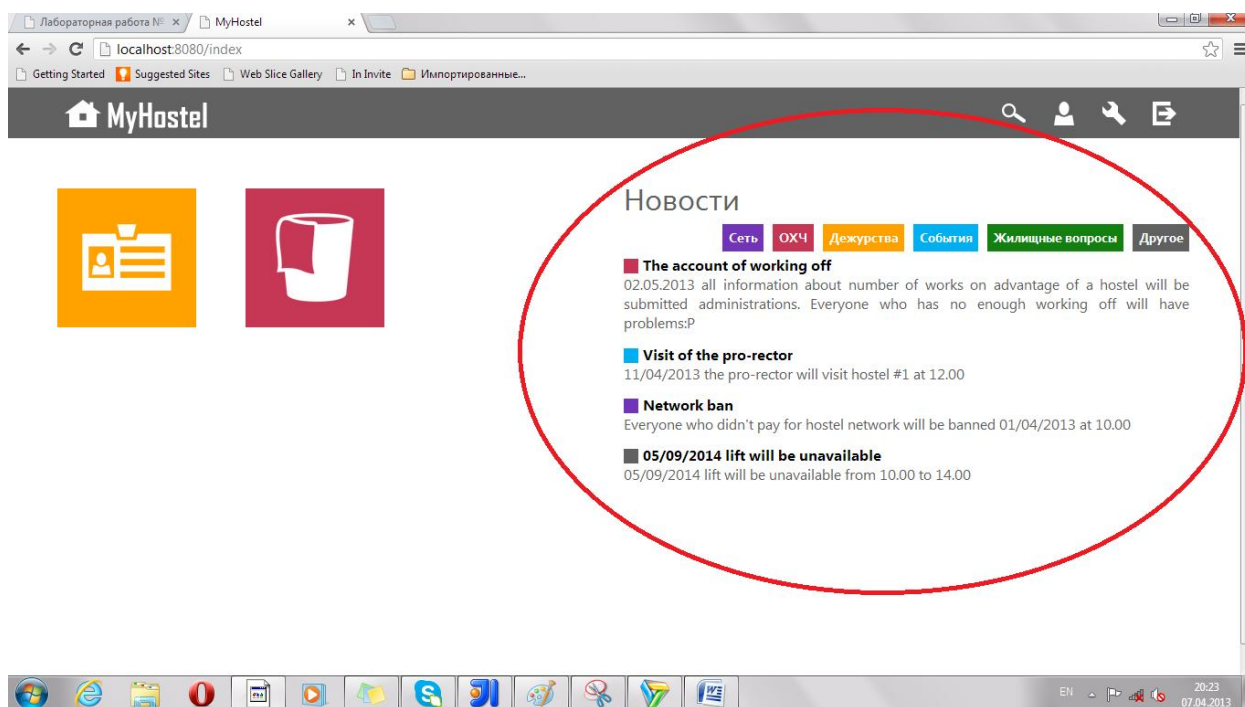 Лабораторная работа №
MyHostel
localhost:8080/index
Getting Started Suggested Sites Web Slice Gallery In Invite Импортированные...
MyHostel
Новости
Сеть ОХЧ Дежурства События Жилищные вопросы Другое
The account of working off
02.05.2013 all information about number of works on advantage of a hostel will be
submitted administrations. Everyone who has no enough working off will have
problems:P
Visit of the pro-rector
11/04/2013 the pro-rector will visit hostel #1 at 12.00
Network ban
Everyone who didn't pay for hostel network will be banned 01/04/2013 at 10.00
05/09/2014 lift will be unavailable
05/09/2014 lift will be unavailable from 10.00 to 14.00
EN
20:23
07.04.2013